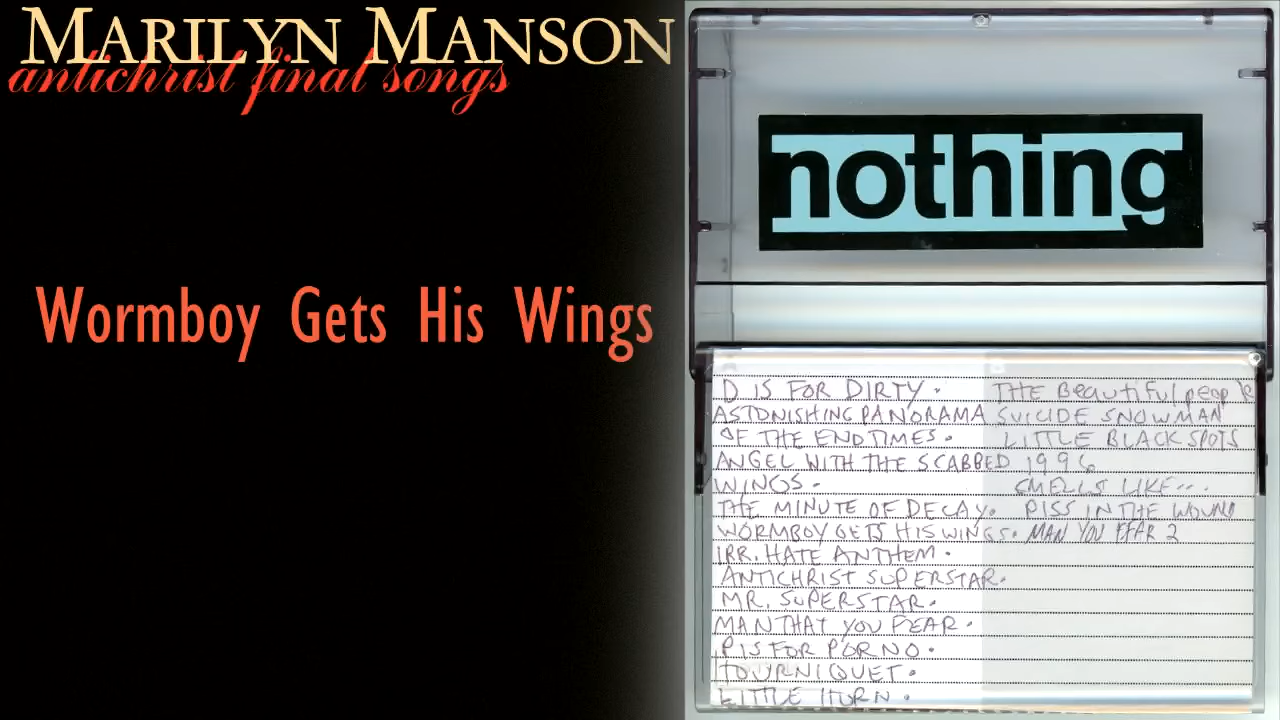 MARILYN MANSON
antichrist final songs
Wormboy Gets His Wings
nothing
D IS FOR DIRTY.
ASTONISHING PANORAMA
OF THE END TIMES.
ANGEL WITH THE SCABBED
WINGS.
THE MINUTE OF DECAY.
WORMBOY GETS HIS WINGS.
IRR. HATE ANTHEM.
ANTICHRIST SUPERSTAR.
MR. SUPERSTAR.
MAN THAT YOU FEAR.
P IS FOR PORNO.
TOURNIQUET.
LITTLE HORN.
THE Beautiful people
SUICIDE SNOWMAN
LITTLE BLACK SPOTS
1996
SMELLS LIKE...
PISS IN THE WOUND
MAN YOU FEAR 2